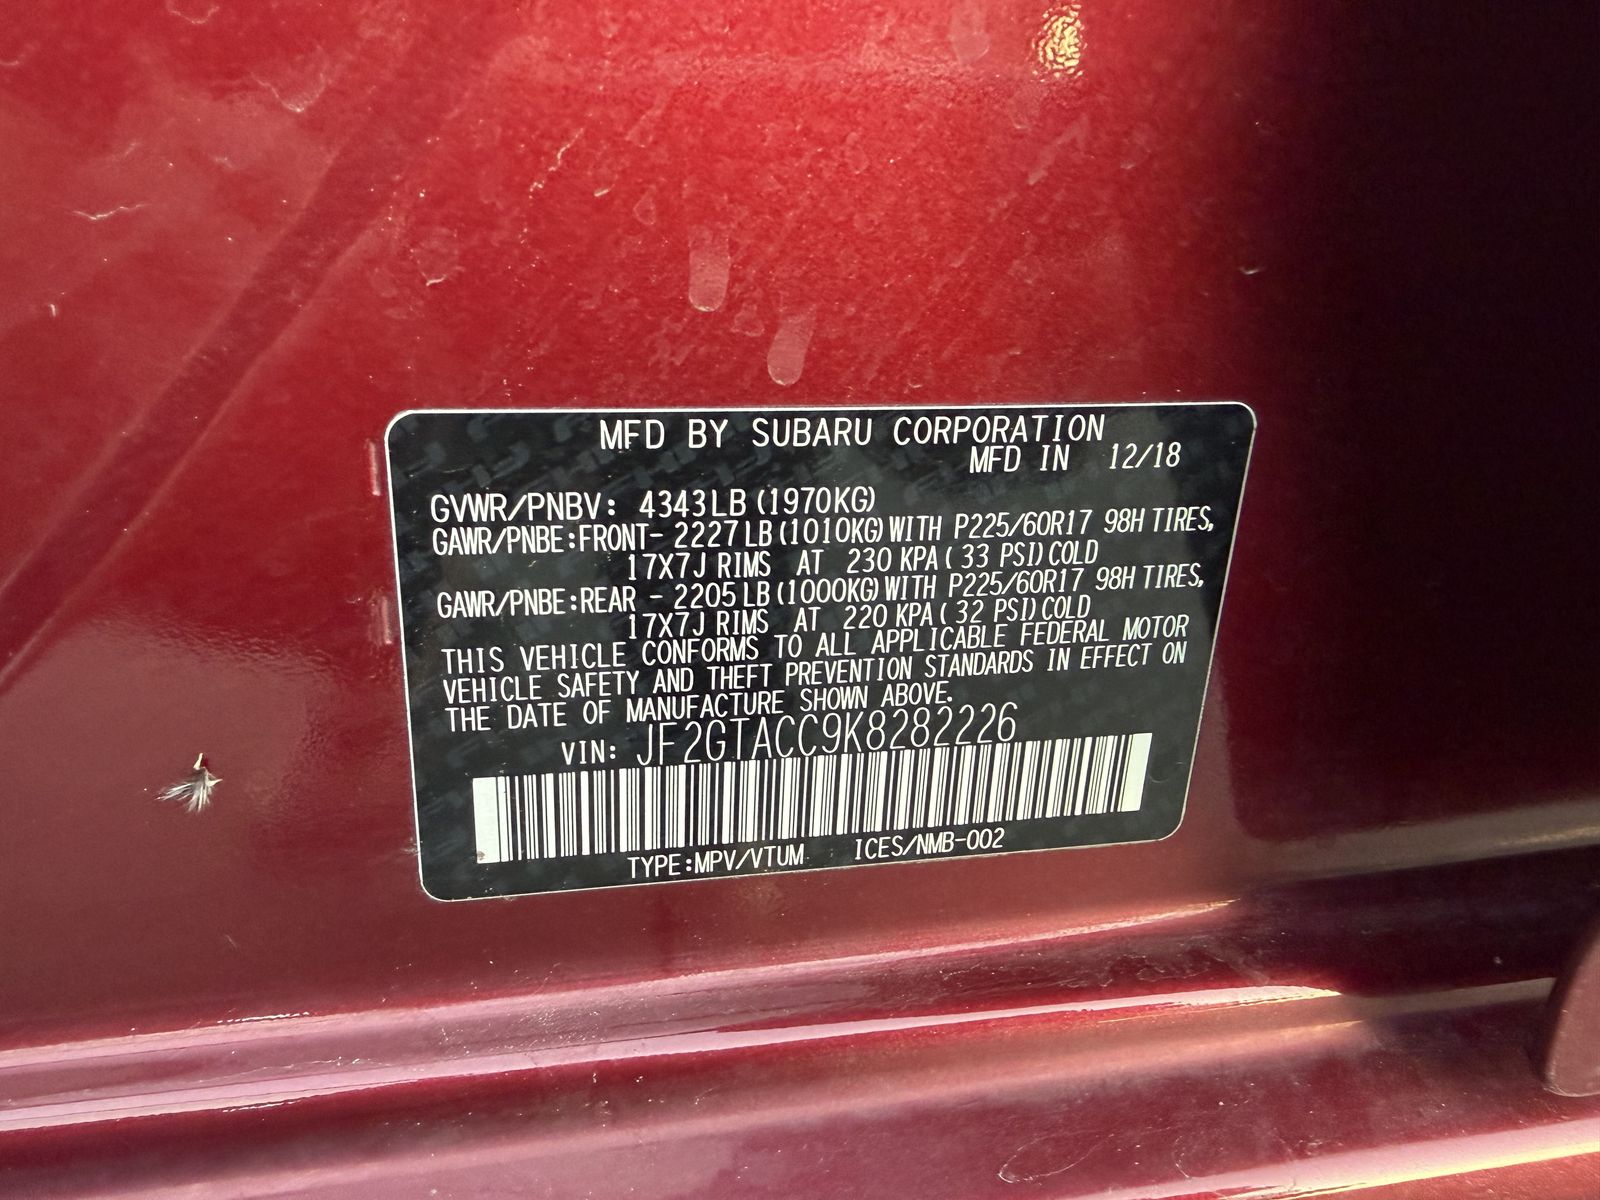 MFD BY SUBARU CORPORATION
MFD IN 12/18
GVWR/PNBV: 4343LB (1970KG)
GAWR/PNBE:FRONT- 2227LB(1010KG)WITH P225/60R17 98H TIRES,
17X7J RIMS AT 230 KPA( 33 PSI)COLD
GAWR/PNBE:REAR - 2205LB(1000KG)WITH P225/60R17 98H TIRES,
17X7J RIMS AT 220 KPA( 32 PSI)COLD
THIS VEHICLE CONFORMS TO ALL APPLICABLE FEDERAL MOTOR
VEHICLE SAFETY AND THEFT PREVENTION STANDARDS IN EFFECT ON
THE DATE OF MANUFACTURE SHOWN ABOVE.
VIN: JF2GTACC9K8282226
TYPE:MPV/VTUM ICES/NMB-002